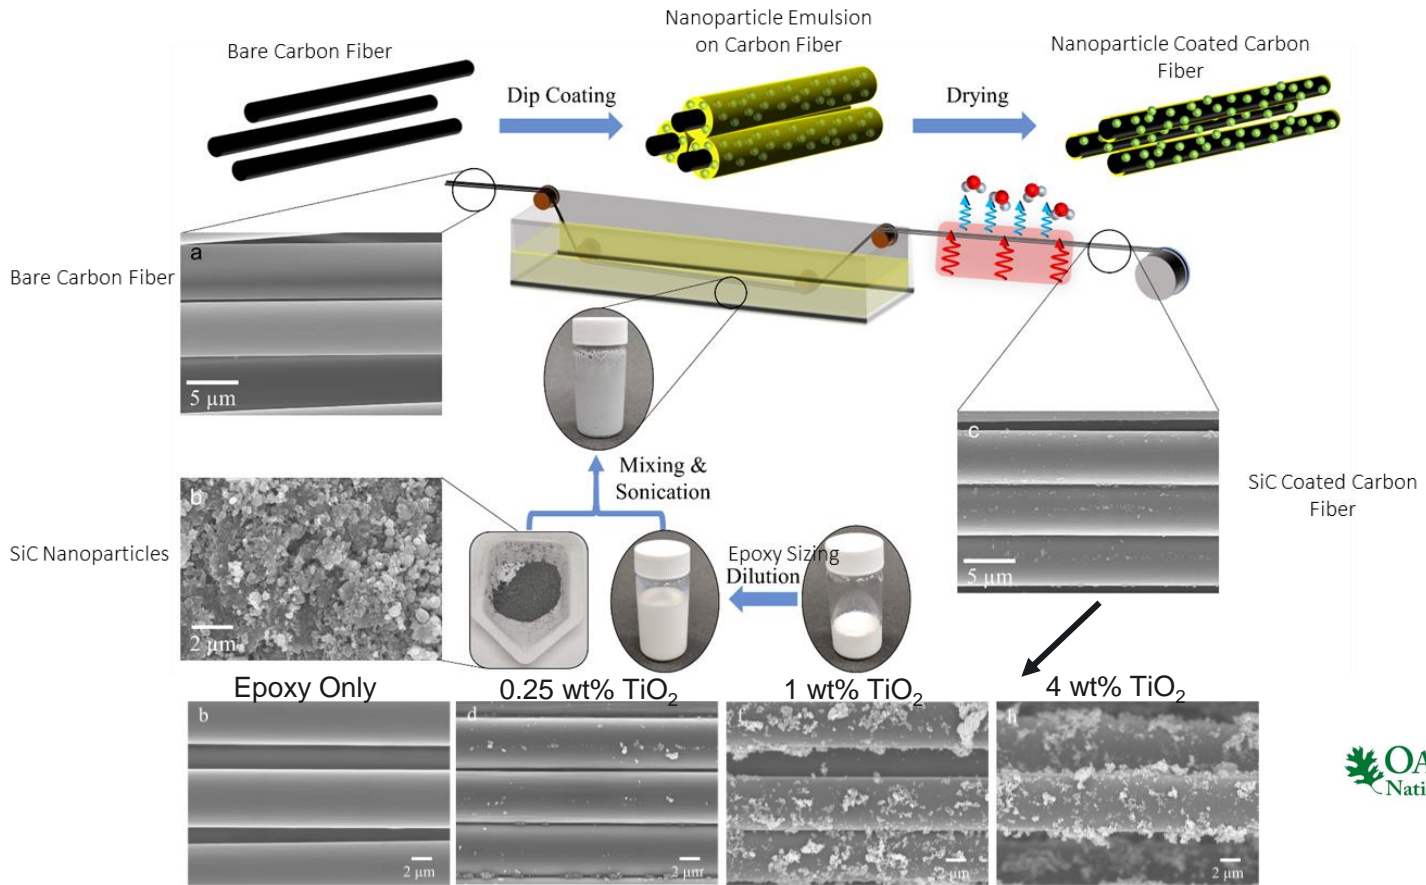 Nanoparticle Emulsion
on Carbon Fiber
Bare Carbon Fiber
Nanoparticle Coated Carbon
Fiber
Dip Coating
Drying
Bare Carbon Fiber
a
5 µm
Mixing &
Sonication
c
5 µm
SiC Coated Carbon
Fiber
SiC Nanoparticles
b
2 µm
Epoxy Sizing
Dilution
Epoxy Only
0.25 wt% TiO2
1 wt% TiO2
4 wt% TiO2
b
2 µm
d
2 µm
f
2 µm
h
2 µm
OA
Nati